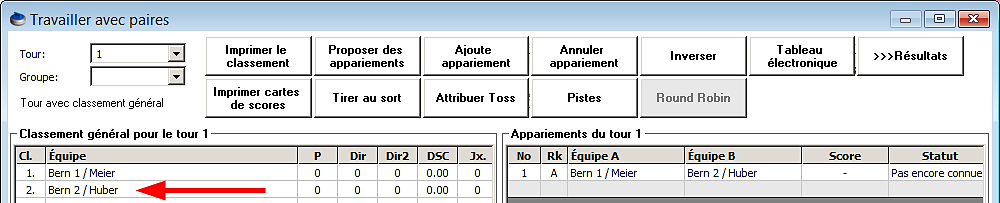 Travailler avec paires
Tour: 1
Groupe:
Tour avec classement général
Imprimer le classement
Proposer des appariements
Ajoute appariement
Annuler appariement
Inverser
Tableau électronique
>>>Résultats
Imprimer cartes de scores
Tirer au sort
Attribuer Toss
Pistes
Round Robin
Classement général pour le tour 1
Cl. Équipe P Dir Dir2 DSC Jx.
1. Bern 1 / Meier 0 0 0 0.00 0
2. Bern 2 / Huber 0 0 0 0.00 0
Appariements du tour 1
No Rk Équipe A Équipe B Score Statut
1 A Bern 1 / Meier Bern 2 / Huber - Pas encore connue